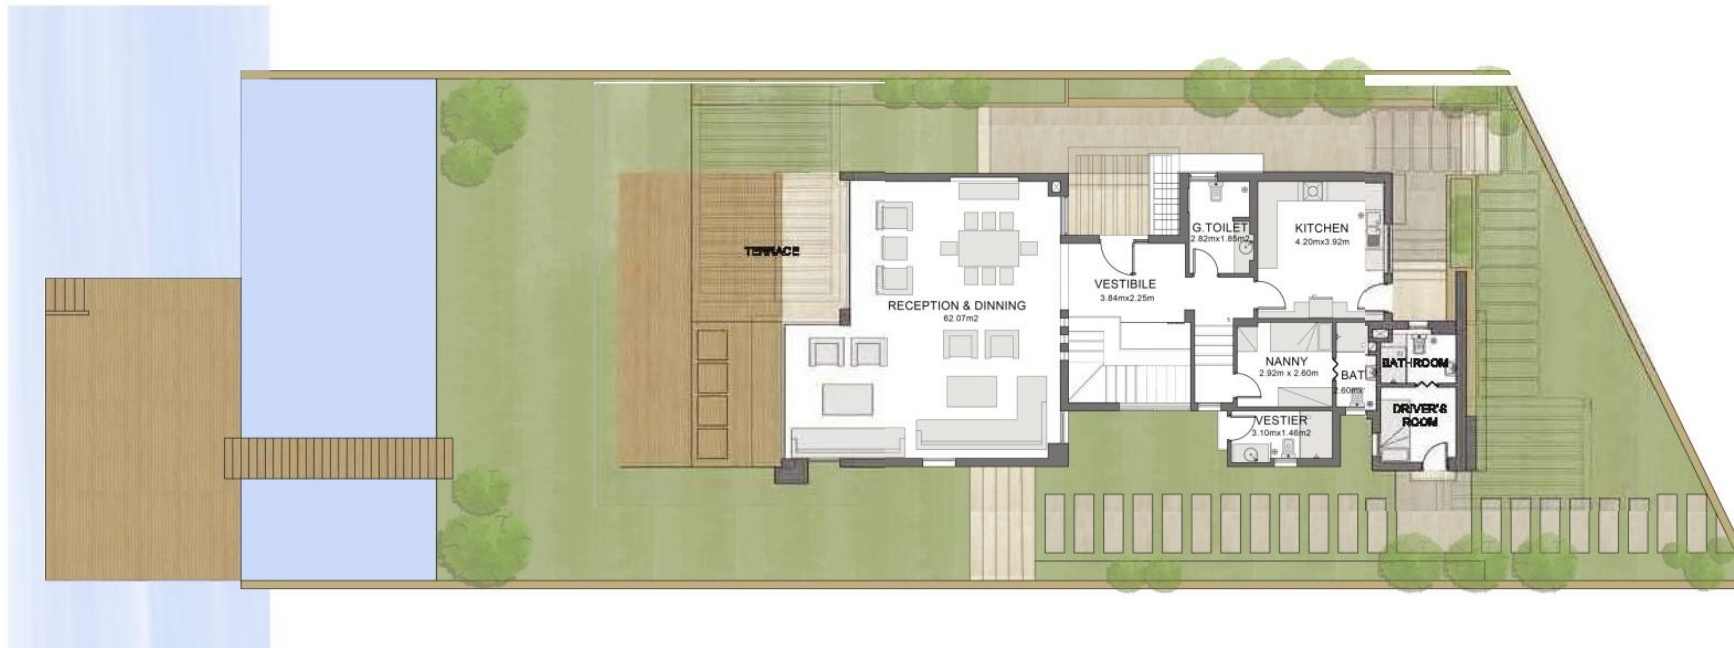 TERRACE
RECEPTION & DINNING
62.07m2
VESTIBILE
3.84mx2.25m
G.TOILET
2.82mx1.85m2
KITCHEN
4.20mx3.92m
NANNY
2.92m x 2.60m
BAT
2.60mx
BATHROOM
DRIVER'S
ROOM
VESTIER
3.10mx1.46m2